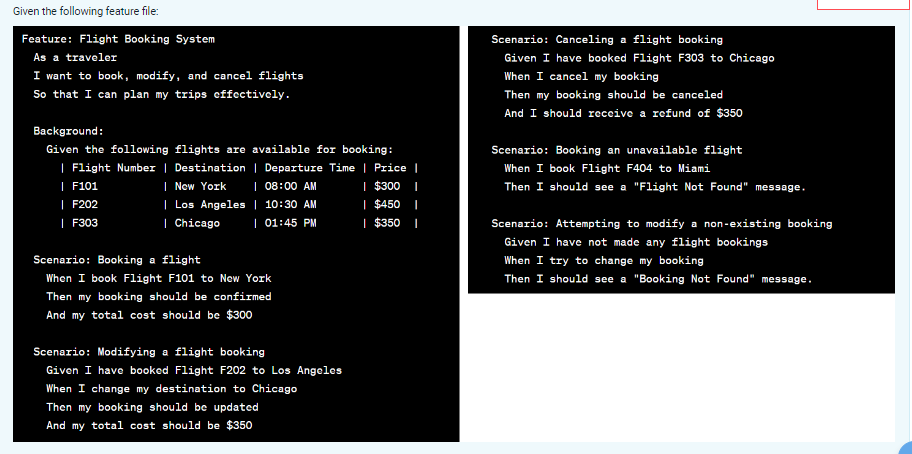 Given the following feature file:
Feature: Flight Booking System
As a traveler
I want to book, modify, and cancel flights
So that I can plan my trips effectively.
Background:
Given the following flights are available for booking:
| Flight Number | Destination | Departure Time | Price |
| F101 | New York | 08:00 AM | $300 |
| F202 | Los Angeles | 10:30 AM | $450 |
| F303 | Chicago | 01:45 PM | $350 |
Scenario: Booking a flight
When I book Flight F101 to New York
Then my booking should be confirmed
And my total cost should be $300
Scenario: Modifying a flight booking
Given I have booked Flight F202 to Los Angeles
When I change my destination to Chicago
Then my booking should be updated
And my total cost should be $350
Scenario: Canceling a flight booking
Given I have booked Flight F303 to Chicago
When I cancel my booking
Then my booking should be canceled
And I should receive a refund of $350
Scenario: Booking an unavailable flight
When I book Flight F404 to Miami
Then I should see a "Flight Not Found" message.
Scenario: Attempting to modify a non-existing booking
Given I have not made any flight bookings
When I try to change my booking
Then I should see a "Booking Not Found" message.